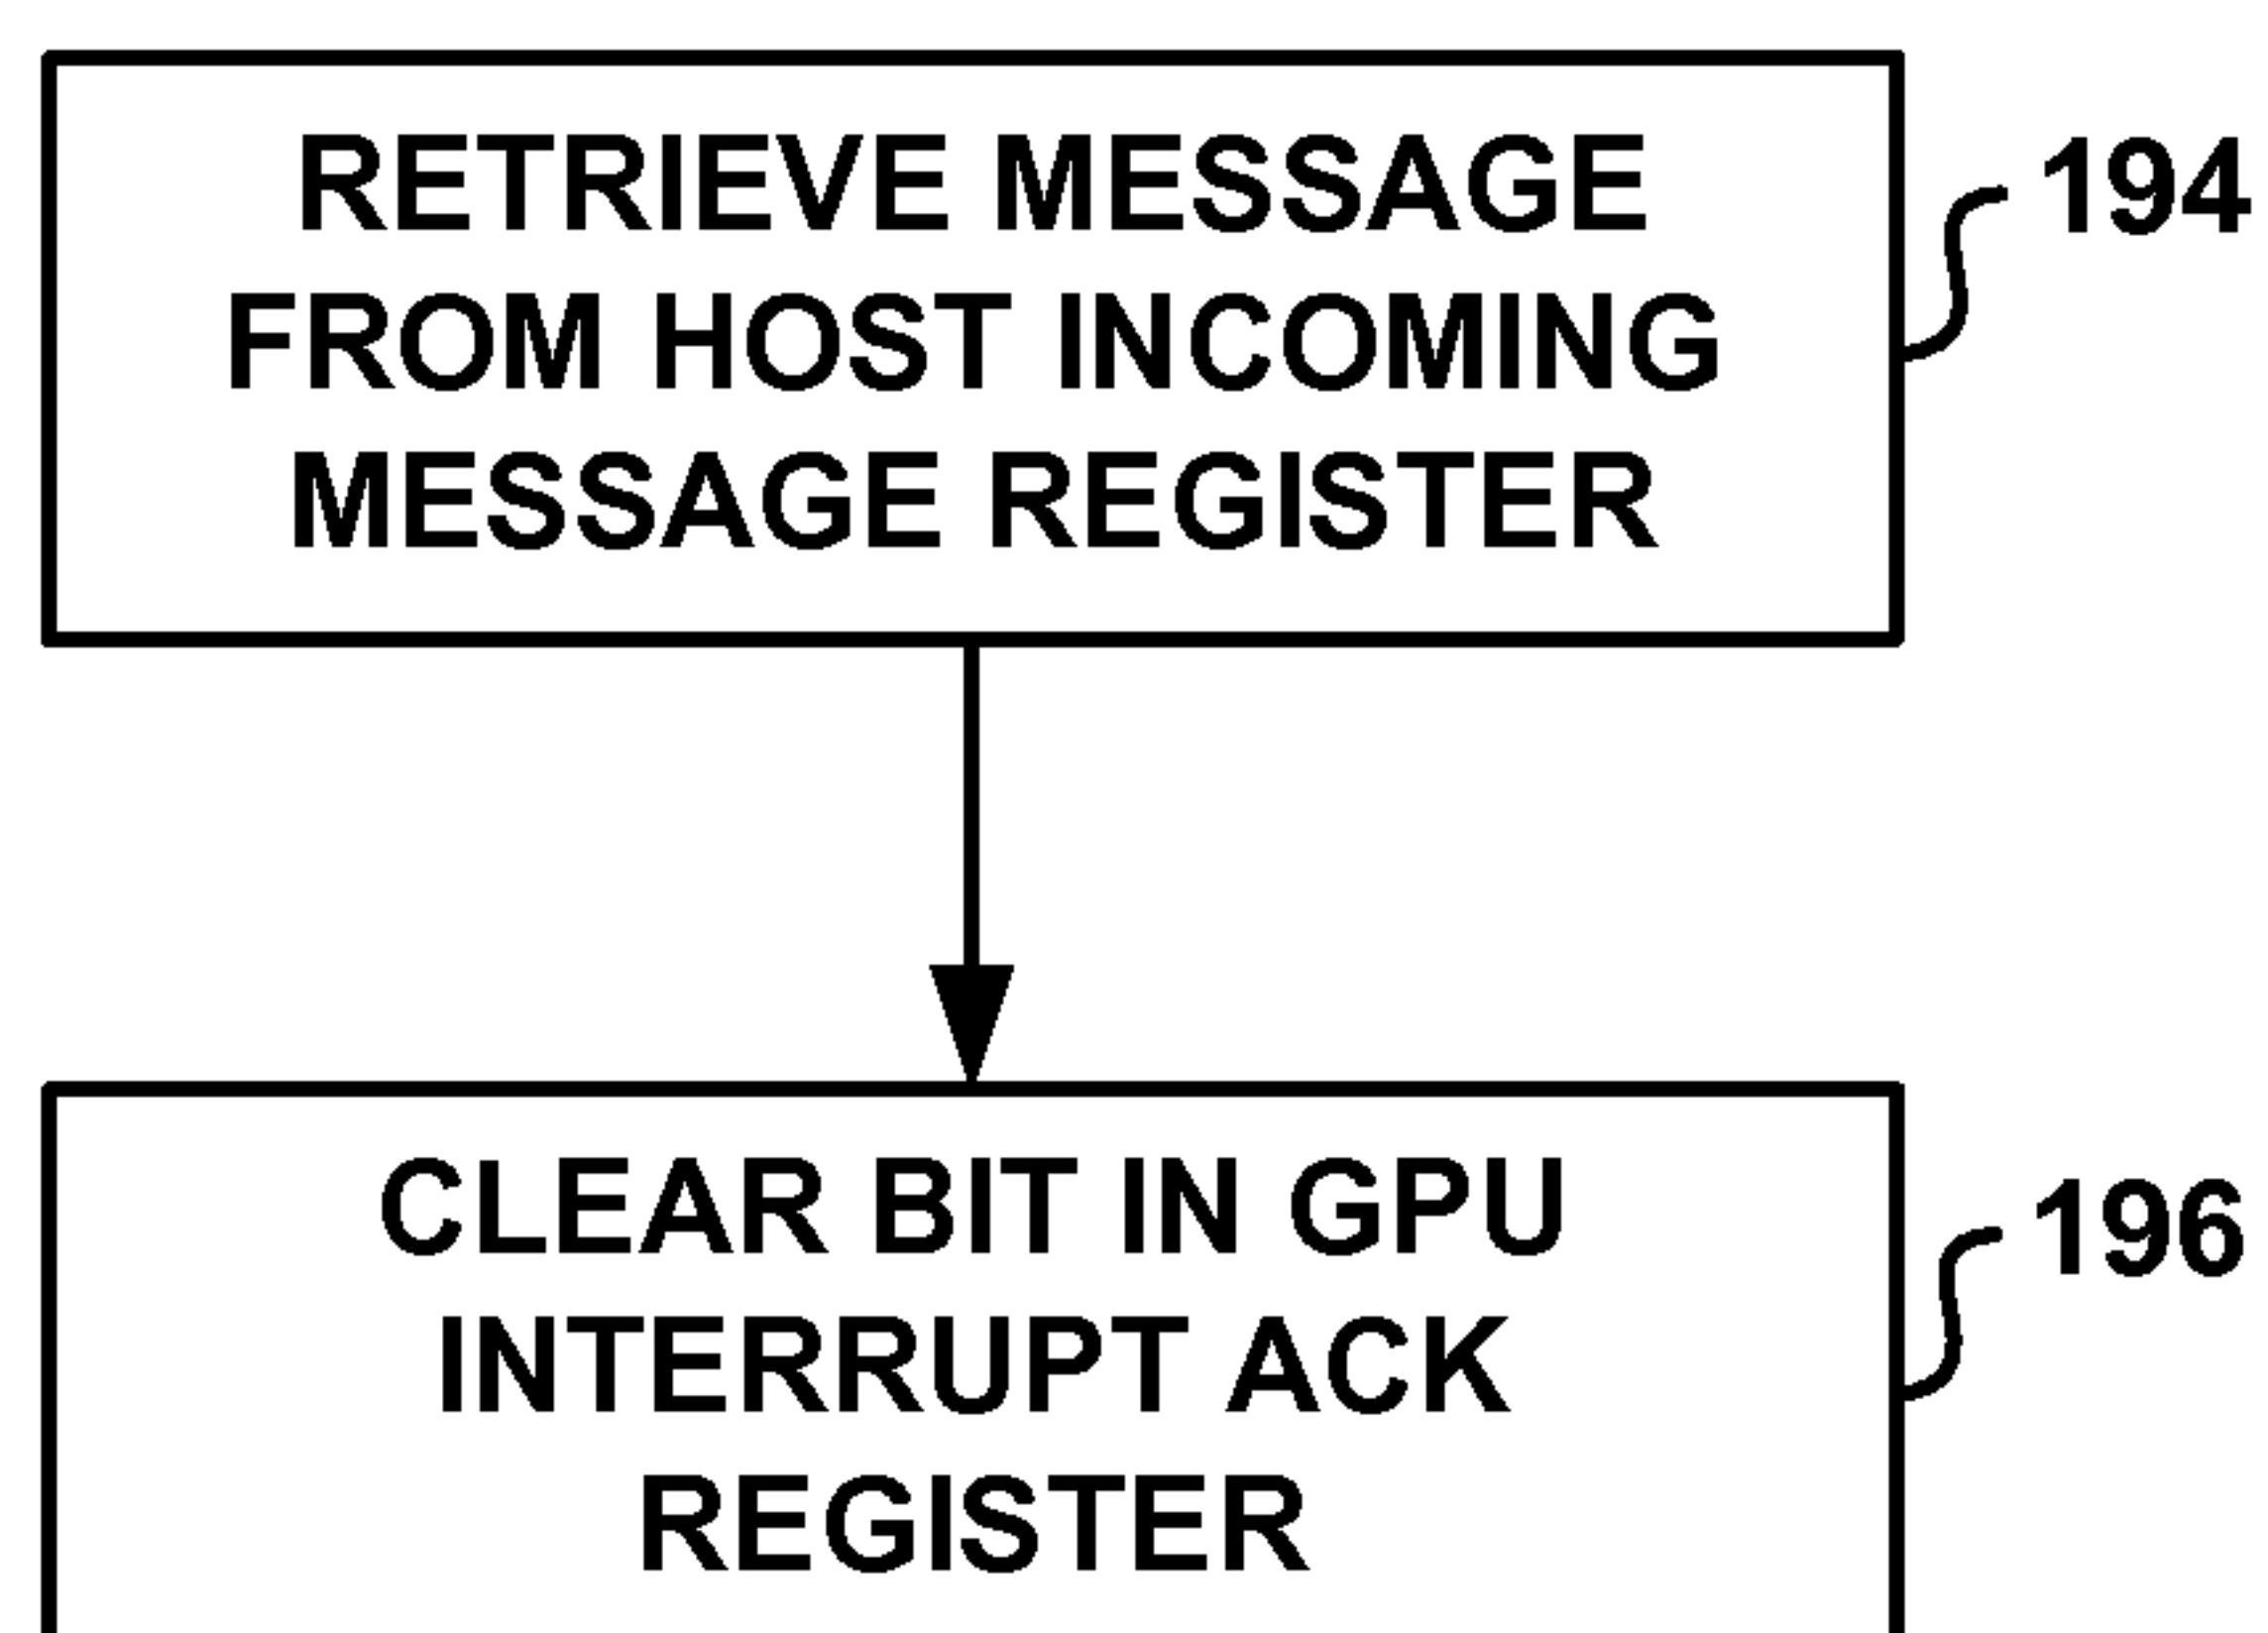 RETRIEVE MESSAGE
FROM HOST INCOMING
MESSAGE REGISTER
194
CLEAR BIT IN GPU
INTERRUPT ACK
REGISTER
196